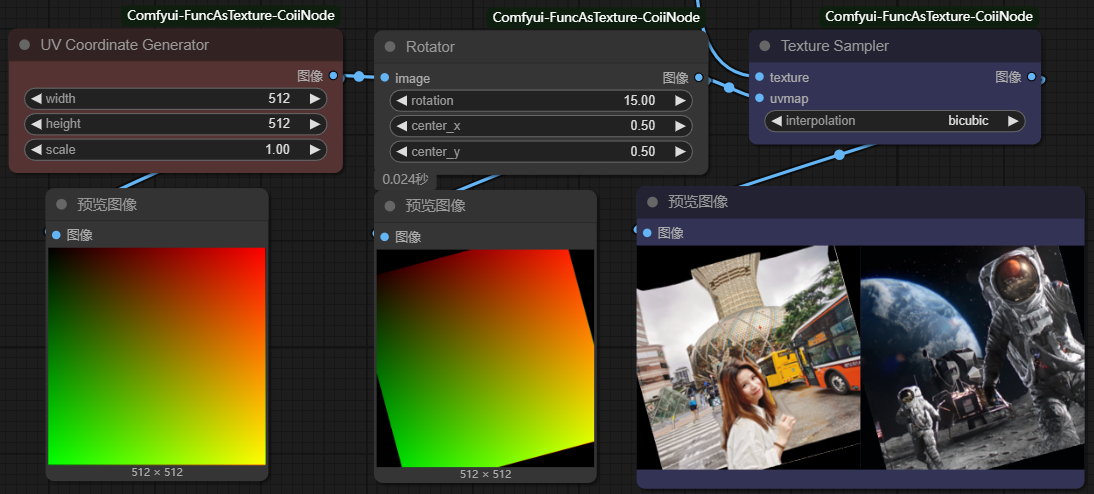 Comfyui-FuncAsTexture-CoiiNode
UV Coordinate Generator
图像
width 512
height 512
scale 1.00
预览图像
图像
512 × 512
Comfyui-FuncAsTexture-CoiiNode
Rotator
image 图像
rotation 15.00
center_x 0.50
center_y 0.50
0.024秒
预览图像
图像
512 × 512
Comfyui-FuncAsTexture-CoiiNode
Texture Sampler
texture 图像
uvmap
interpolation bicubic
预览图像
图像